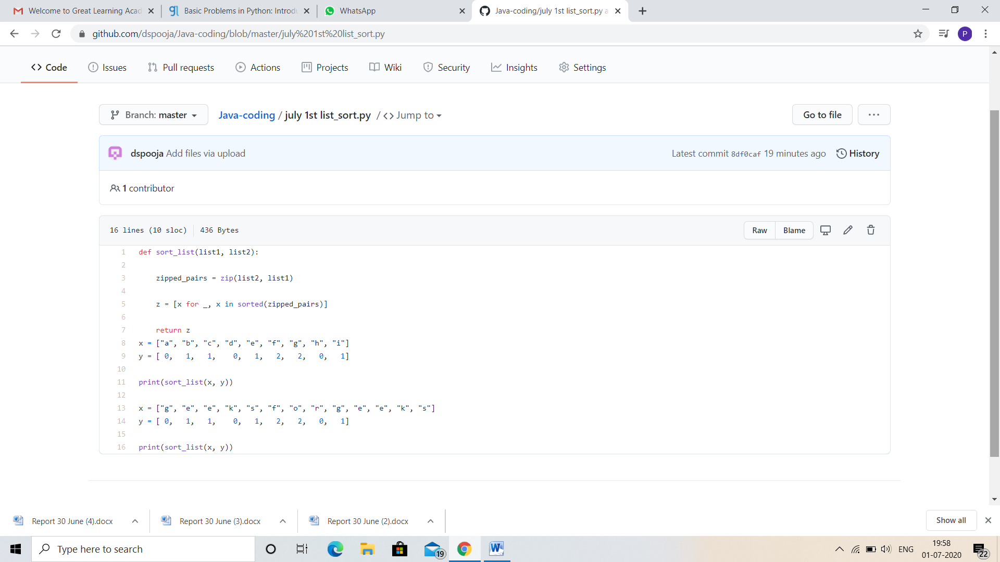 Welcome to Great Learning Acad
Basic Problems in Python: Introdu
WhatsApp
Java-coding/july 1st list_sort.py a
github.com/dspooja/Java-coding/blob/master/july%201st%20list_sort.py
P
Code Issues Pull requests Actions Projects Wiki Security Insights Settings
Branch: master
Java-coding / july 1st list_sort.py / <> Jump to
Go to file
...
dspooja Add files via upload
Latest commit 8df0caf 19 minutes ago
History
1 contributor
16 lines (10 sloc) 436 Bytes
Raw Blame
1 def sort_list(list1, list2):
2
3     zipped_pairs = zip(list2, list1)
4
5     z = [x for _, x in sorted(zipped_pairs)]
6
7     return z
8 x = ["a", "b", "c", "d", "e", "f", "g", "h", "i"]
9 y = [ 0,   1,   1,    0,   1,   2,   2,    0,   1]
10
11 print(sort_list(x, y))
12
13 x = ["g", "e", "e", "k", "s", "f", "o", "r", "g", "e", "e", "k", "s"]
14 y = [ 0,   1,   1,    0,   1,   2,   2,    0,   1]
15
16 print(sort_list(x, y))
Report 30 June (4).docx
Report 30 June (3).docx
Report 30 June (2).docx
Show all
Type here to search
19
ENG
19:58
01-07-2020
22